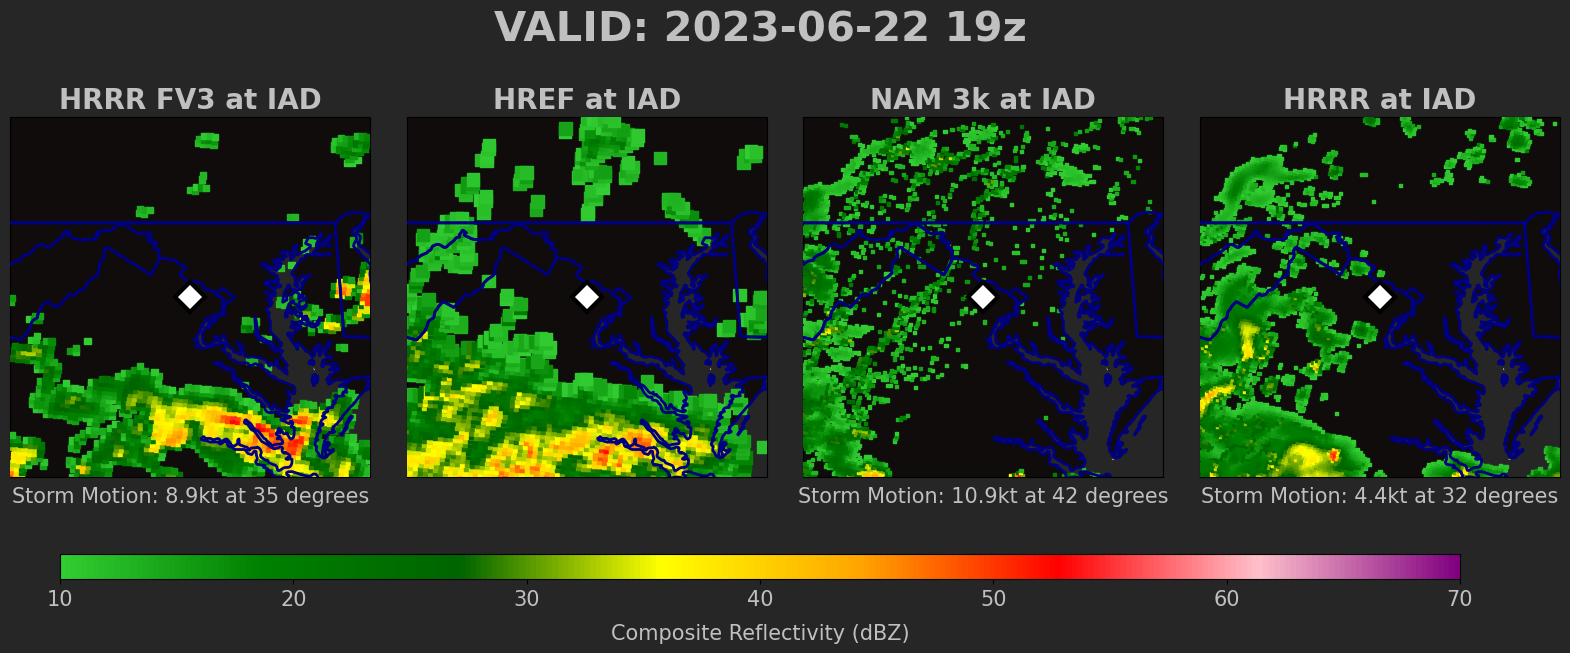 VALID: 2023-06-22 19z
HRRR FV3 at IAD
HREF at IAD
NAM 3k at IAD
HRRR at IAD
Storm Motion: 8.9kt at 35 degrees
Storm Motion: 10.9kt at 42 degrees
Storm Motion: 4.4kt at 32 degrees
10 20 30 40 50 60 70
Composite Reflectivity (dBZ)